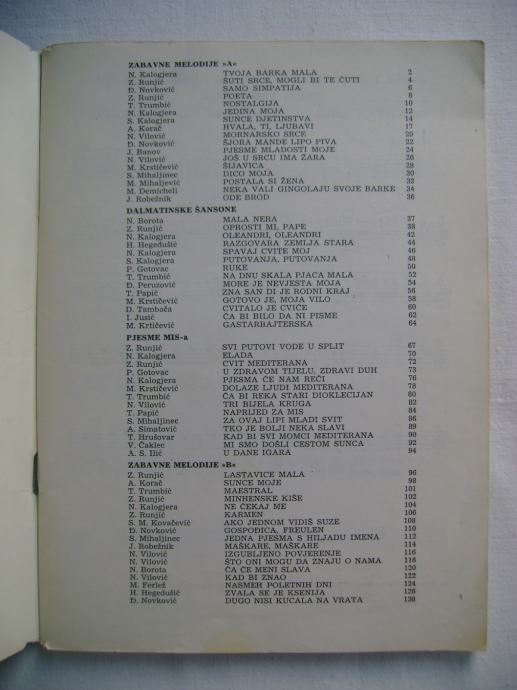 ZABAVNE MELODIJE »A«
N. Kalogjera TVOJA BARKA MALA 2
Z. Runjić ŠUTI SRCE, MOGLI BI TE ČUTI 4
Đ. Novković SAMO SIMPATIJA 6
Z. Runjić POETA 8
T. Trumbić NOSTALGIJA 10
N. Kalogjera JEDINA MOJA 12
S. Kalogjera SUNCE DJETINSTVA 14
A. Korač HVALA, TI, LJUBAVI 17
N. Vilović MORNARSKO SRCE 20
Đ. Novković ŠJORA MANDE LIPO PIVA 22
J. Banov PJESME MLADOSTI MOJE 24
N. Vilović JOŠ U SRCU IMA ŽARA 26
M. Krstičević ŠIJAVICA 28
S. Mihaljinec DICO MOJA 30
M. Mihaljević POSTALA SI ŽENA 32
M. Demicheli NEKA VALI GINGOLAJU SVOJE BARKE 34
J. Robežnik ODE BROD 36
DALMATINSKE ŠANSONE
N. Borota MALA NERA 37
Z. Runjić OPROSTI MI, PAPE 38
N. Kalogjera OLEANDRI, OLEANDRI 42
H. Hegedušić RAZGOVARA ZEMLJA STARA 44
N. Kalogjera SPAVAJ CVITE MOJ 46
S. Kalogjera PUTOVANJA, PUTOVANJA 48
P. Gotovac RUKE 50
T. Trumbić NA DNU SKALA PJACA MALA 52
D. Peruzović MORE JE NEVJESTA MOJA 54
T. Papić ZNA SAN DI JE RODNI KRAJ 56
M. Krstičević GOTOVO JE, MOJA VILO 58
D. Tambača CVITALO JE CVIĆE 60
I. Jusić ČA BI BILO DA NI PISME 62
M. Krtičević GASTARBAJTERSKA 64
PJESME MIS-a
Z. Runjić SVI PUTOVI VODE U SPLIT 67
N. Kalogjera ELADA 70
Z. Runjić CVIT MEDITERANA 72
P. Gotovac U ZDRAVOM TIJELU, ZDRAVI DUH 73
N. Kalogjera PJESMA ĆE NAM REĆI 76
M. Krstičević DOLAZE LJUDI MEDITERANA 78
T. Trumbić ČA BI REKA STARI DIOKLECIJAN 80
N. Vilović TRI BIJELA KRUGA 82
T. Papić NAPRIJED ZA MIS 84
S. Mihaljinec ZA OVAJ LIPI MLADI SVIT 86
A. Simatović TKO JE BOLJI NEKA SLAVI 89
T. Hrušovar KAD BI SVI MOMCI MEDITERANA 90
V. Čaklec MI SMO DOŠLI CESTOM SUNCA 92
A. S. Ilić U DANE IGARA 94
ZABAVNE MELODIJE »B«
Z. Runjić LASTAVICE MALA 96
A. Korač SUNCE MOJE 98
T. Trumbić MAESTRAL 101
Z. Runjić MINHENSKE KIŠE 102
N. Kalogjera NE ČEKAJ ME 104
Z. Runjić KARMEN 106
S. M. Kovačević AKO JEDNOM VIDIŠ SUZE 108
Đ. Novković GOSPOĐICA, FREULEN 110
S. Mihaljinec JEDNA PJESMA S HILJADU IMENA 112
J. Robežnik MAŠKARE, MAŠKARE 114
N. Vilović IZGUBLJENO POVJERENJE 116
N. Vilović ŠTO ONI MOGU DA ZNAJU O NAMA 118
N. Borota ČA ĆE MENI SLAVA 120
N. Vilović KAD BI ZNAO 122
M. Ferlež NASMEH POLETNIH DNI 124
H. Hegedušić ZVALA SE JE KSENIJA 126
Đ. Novković DUGO NISI KUCALA NA VRATA 128